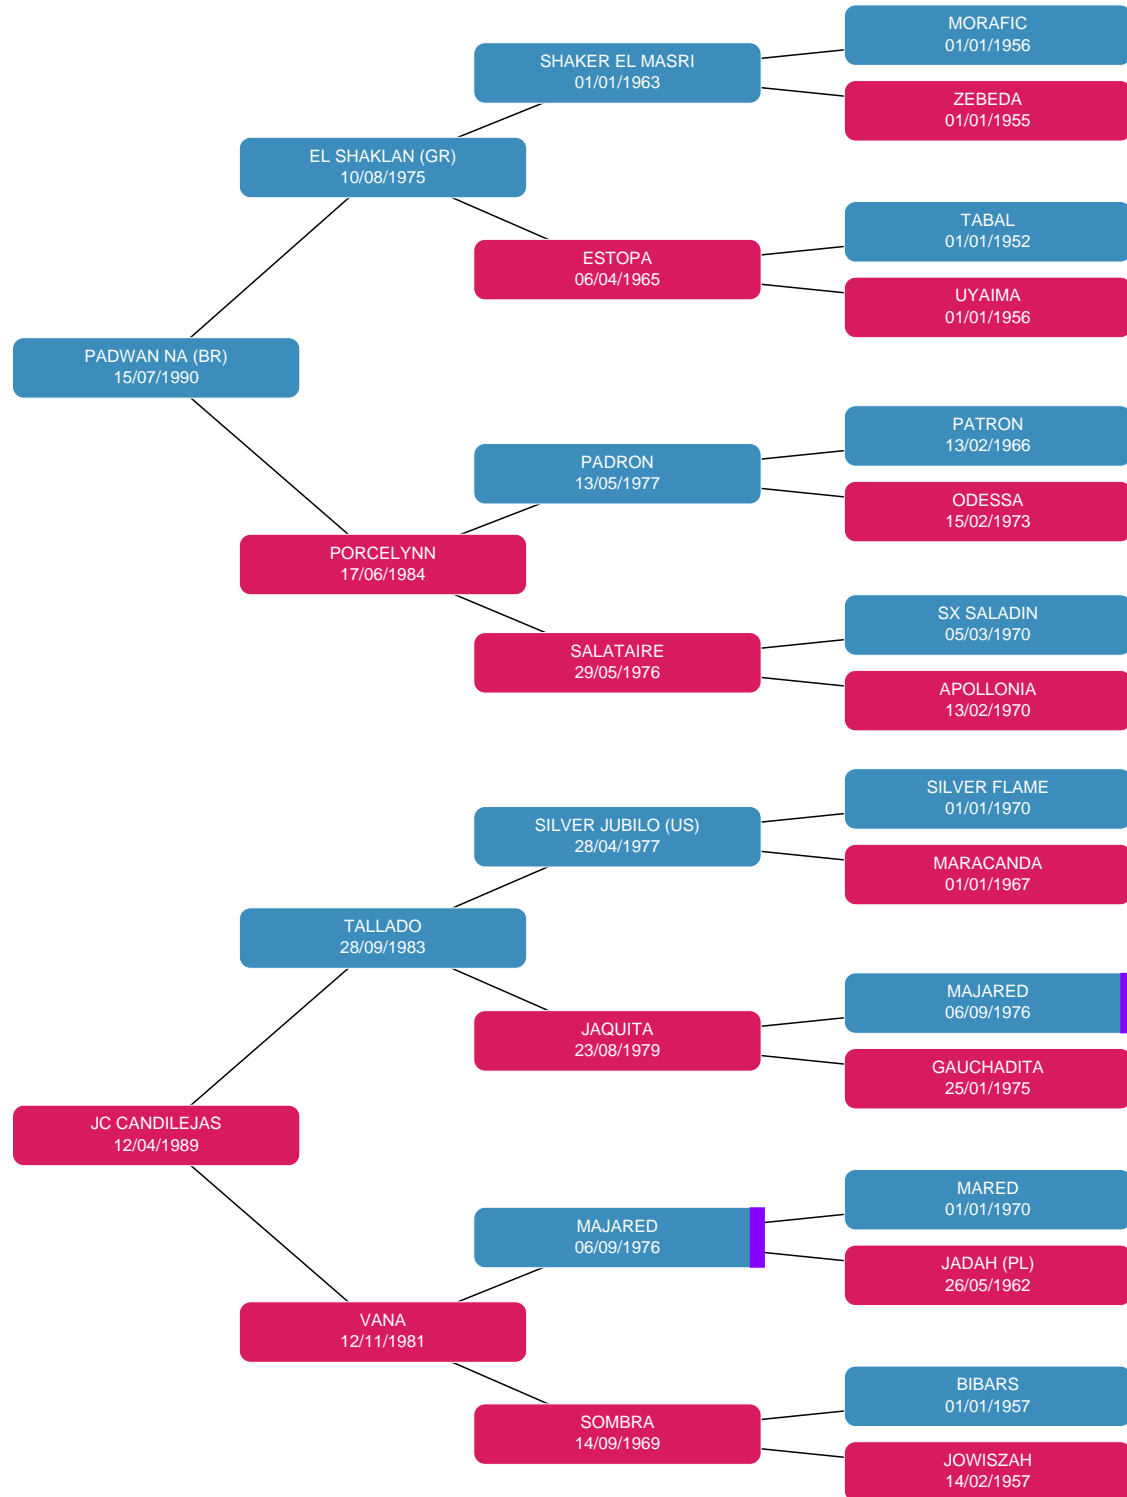 MORAFIC
01/01/1956
SHAKER EL MASRI
01/01/1963
ZEBEDA
01/01/1955
EL SHAKLAN (GR)
10/08/1975
TABAL
01/01/1952
ESTOPA
06/04/1965
UYAIMA
01/01/1956
PADWAN NA (BR)
15/07/1990
PATRON
13/02/1966
PADRON
13/05/1977
ODESSA
15/02/1973
PORCELYNN
17/06/1984
SX SALADIN
05/03/1970
SALATAIRE
29/05/1976
APOLLONIA
13/02/1970
SILVER FLAME
01/01/1970
SILVER JUBILO (US)
28/04/1977
MARACANDA
01/01/1967
TALLADO
28/09/1983
MAJARED
06/09/1976
JAQUITA
23/08/1979
GAUCHADITA
25/01/1975
JC CANDILEJAS
12/04/1989
MARED
01/01/1970
MAJARED
06/09/1976
JADAH (PL)
26/05/1962
VANA
12/11/1981
BIBARS
01/01/1957
SOMBRA
14/09/1969
JOWISZAH
14/02/1957